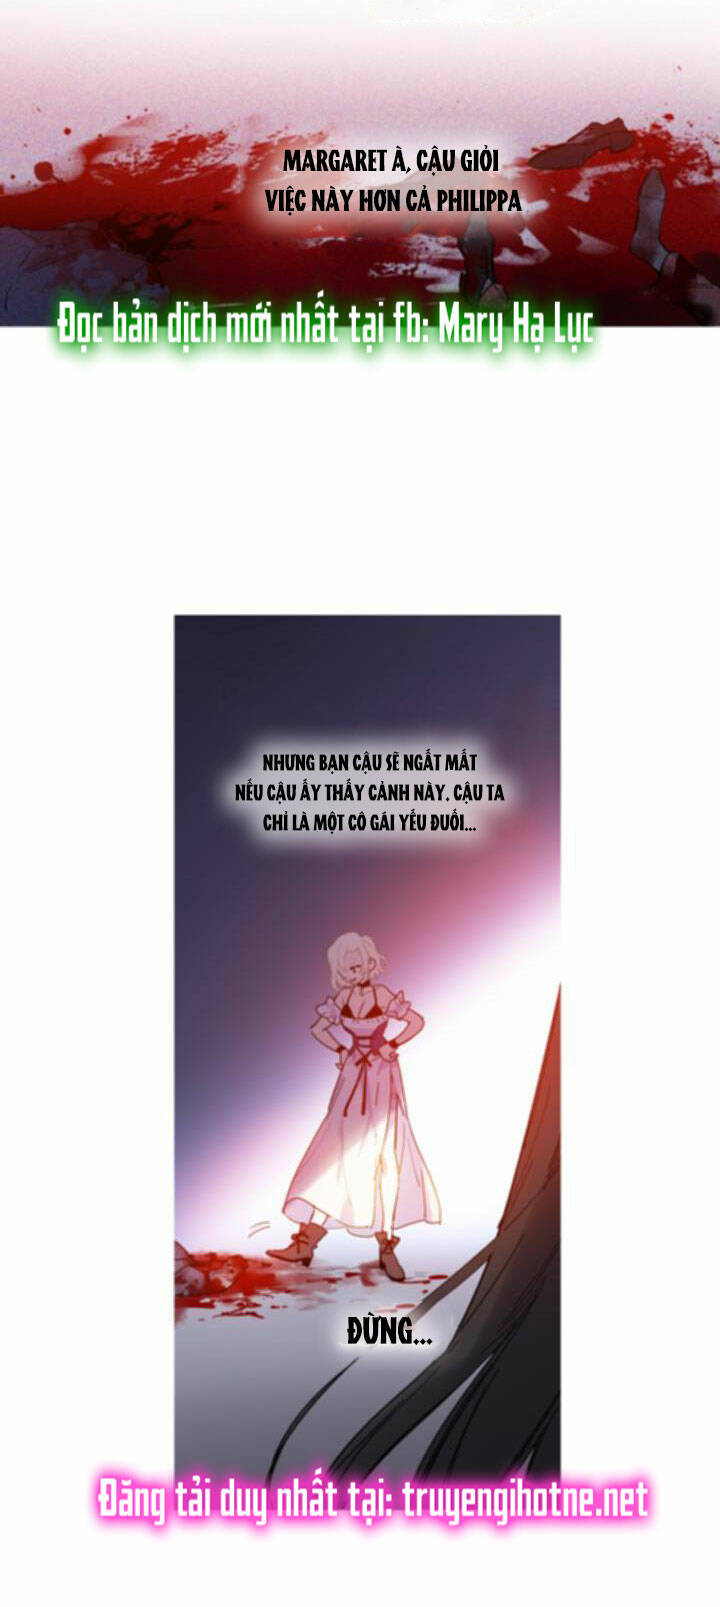 MARGARET À, CẬU GIỎI
VIỆC NÀY HƠN CẢ PHILIPPA
Đọc bản dịch mới nhất tại fb: Mary Hạ Lục
NHƯNG BẠN CẬU SẼ NGẤT MẤT
NẾU CẬU ẤY THẤY CẢNH NÀY. CẬU TA
CHỈ LÀ MỘT CÔ GÁI YẾU ĐUỐI...
ĐỪNG...
Đăng tải duy nhất tại: truyengihotne.net